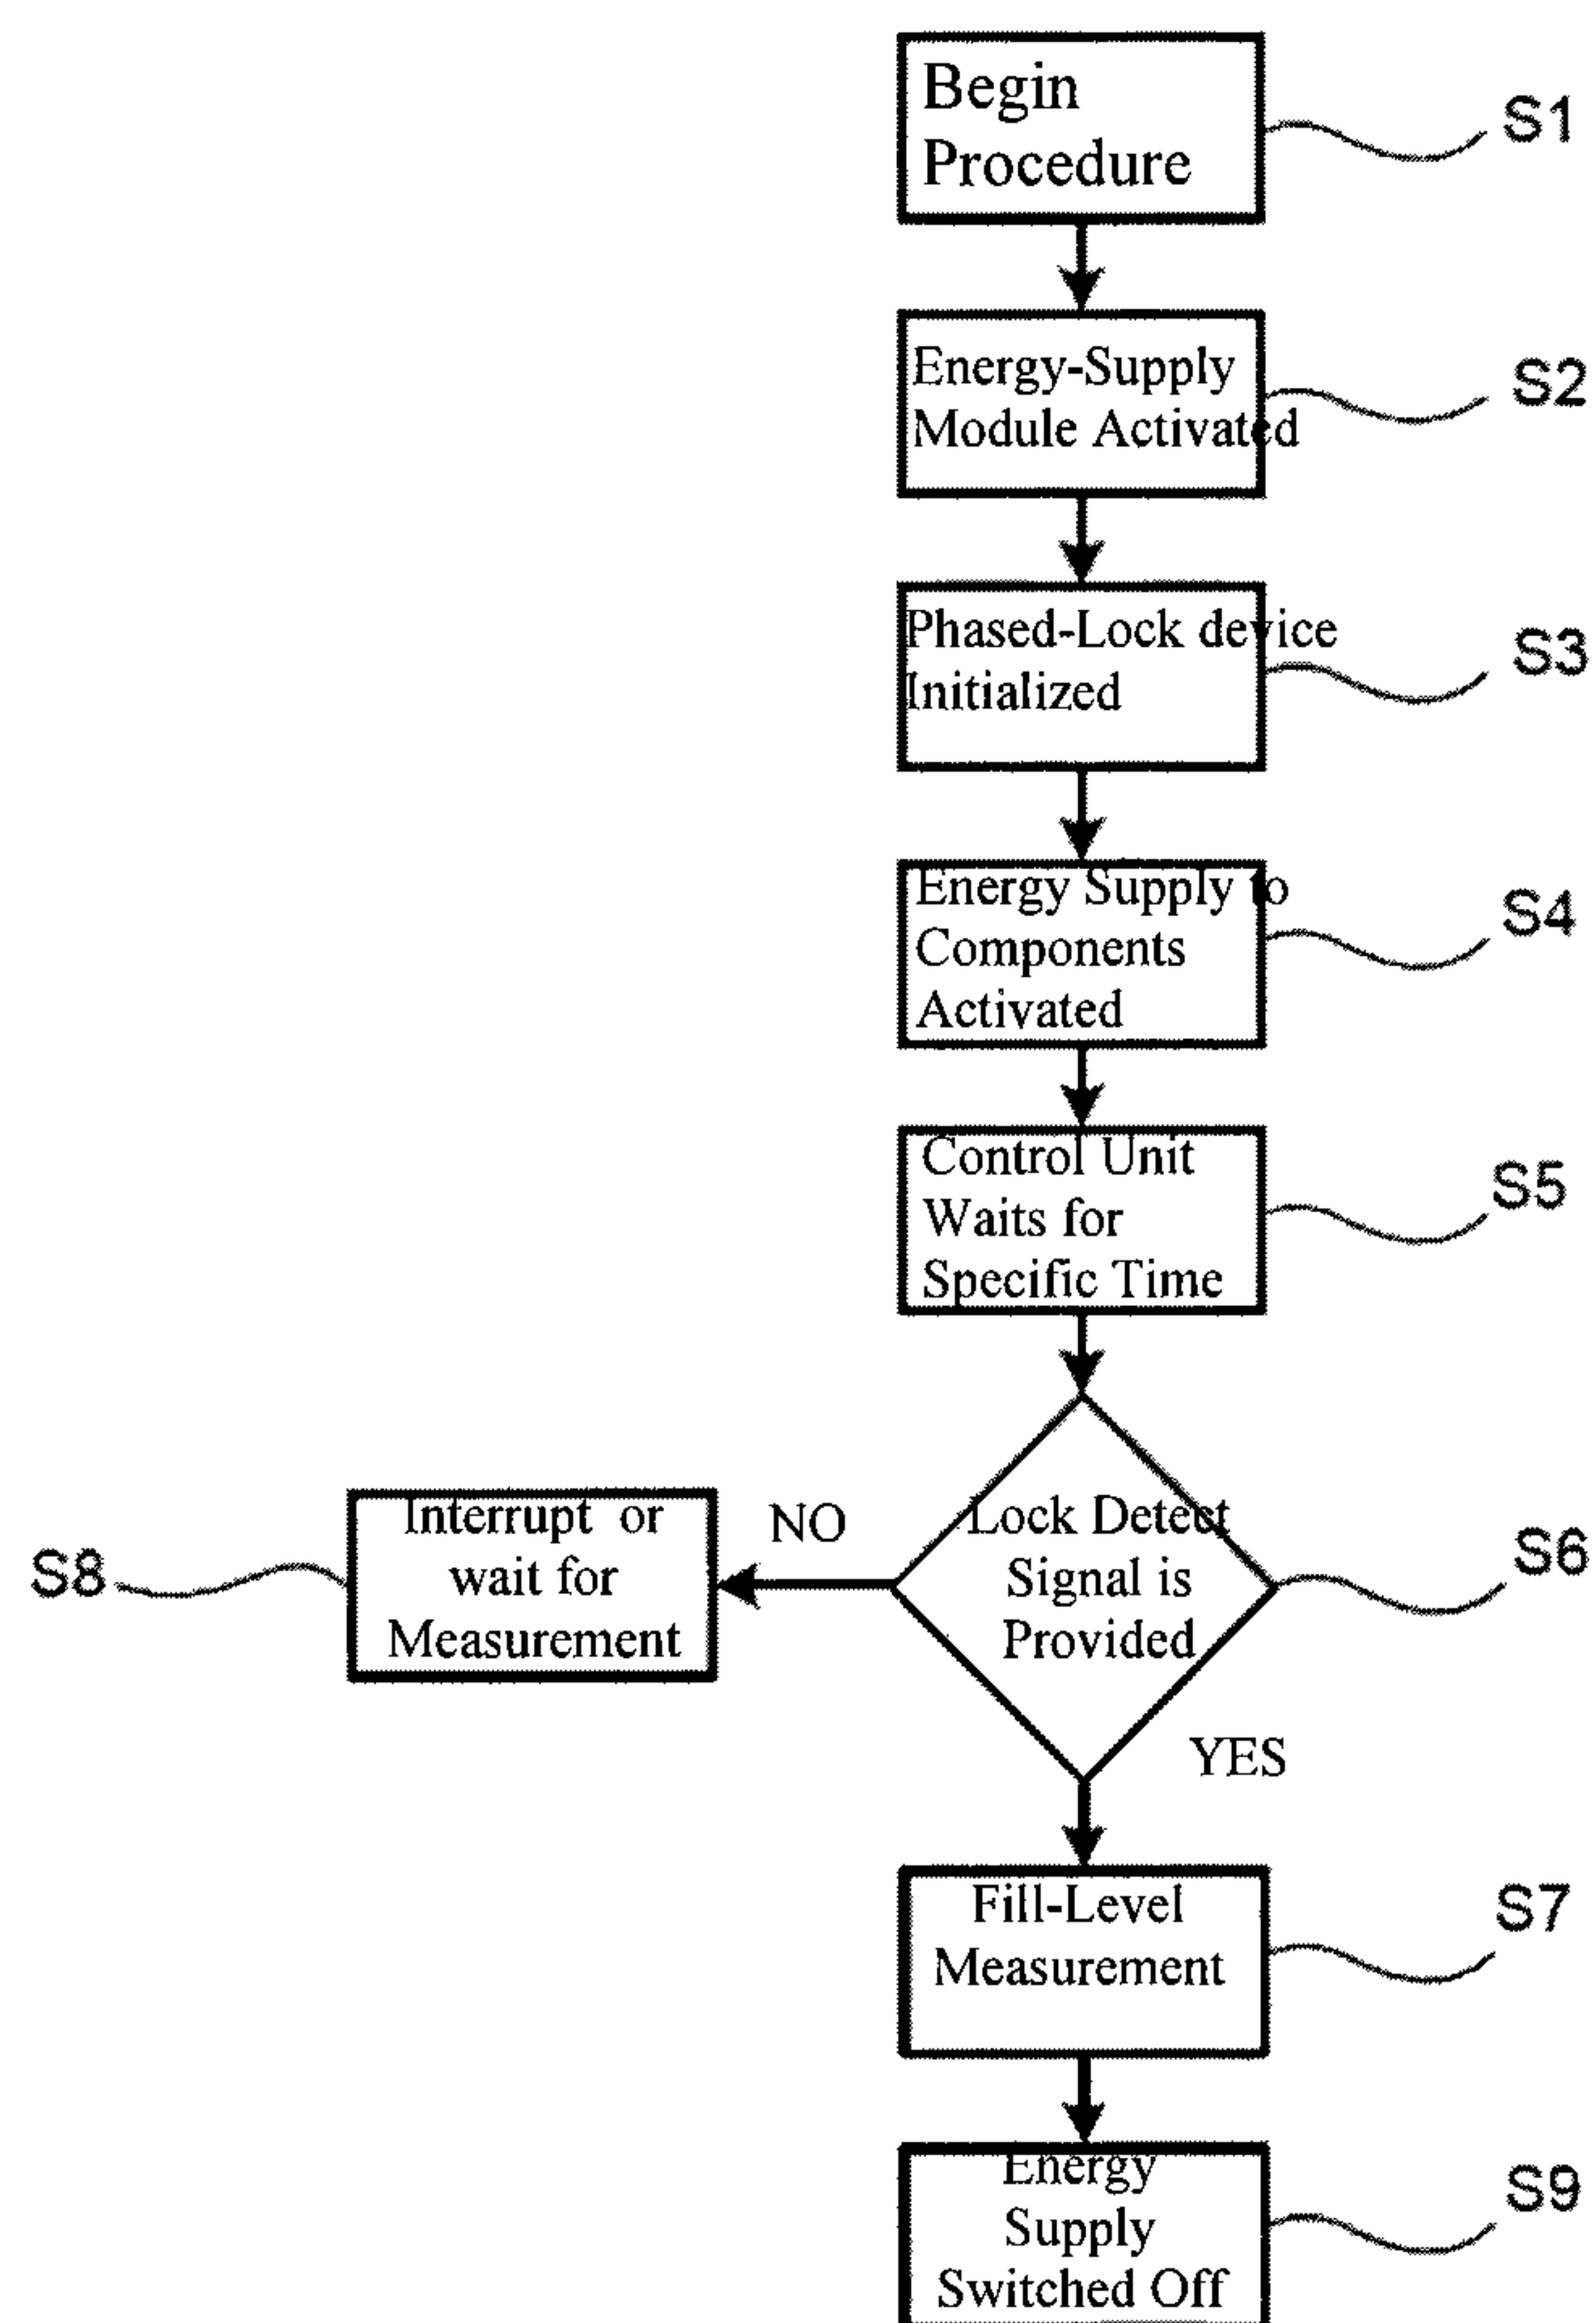 Begin
Procedure
S1
Energy-Supply
Module Activated
S2
Phased-Lock device
Initialized
S3
Energy Supply to
Components
Activated
S4
Control Unit
Waits for
Specific Time
S5
Lock Detect
Signal is
Provided
S6
NO
Interrupt or
wait for
Measurement
S8
YES
Fill-Level
Measurement
S7
Energy
Supply
Switched Off
S9